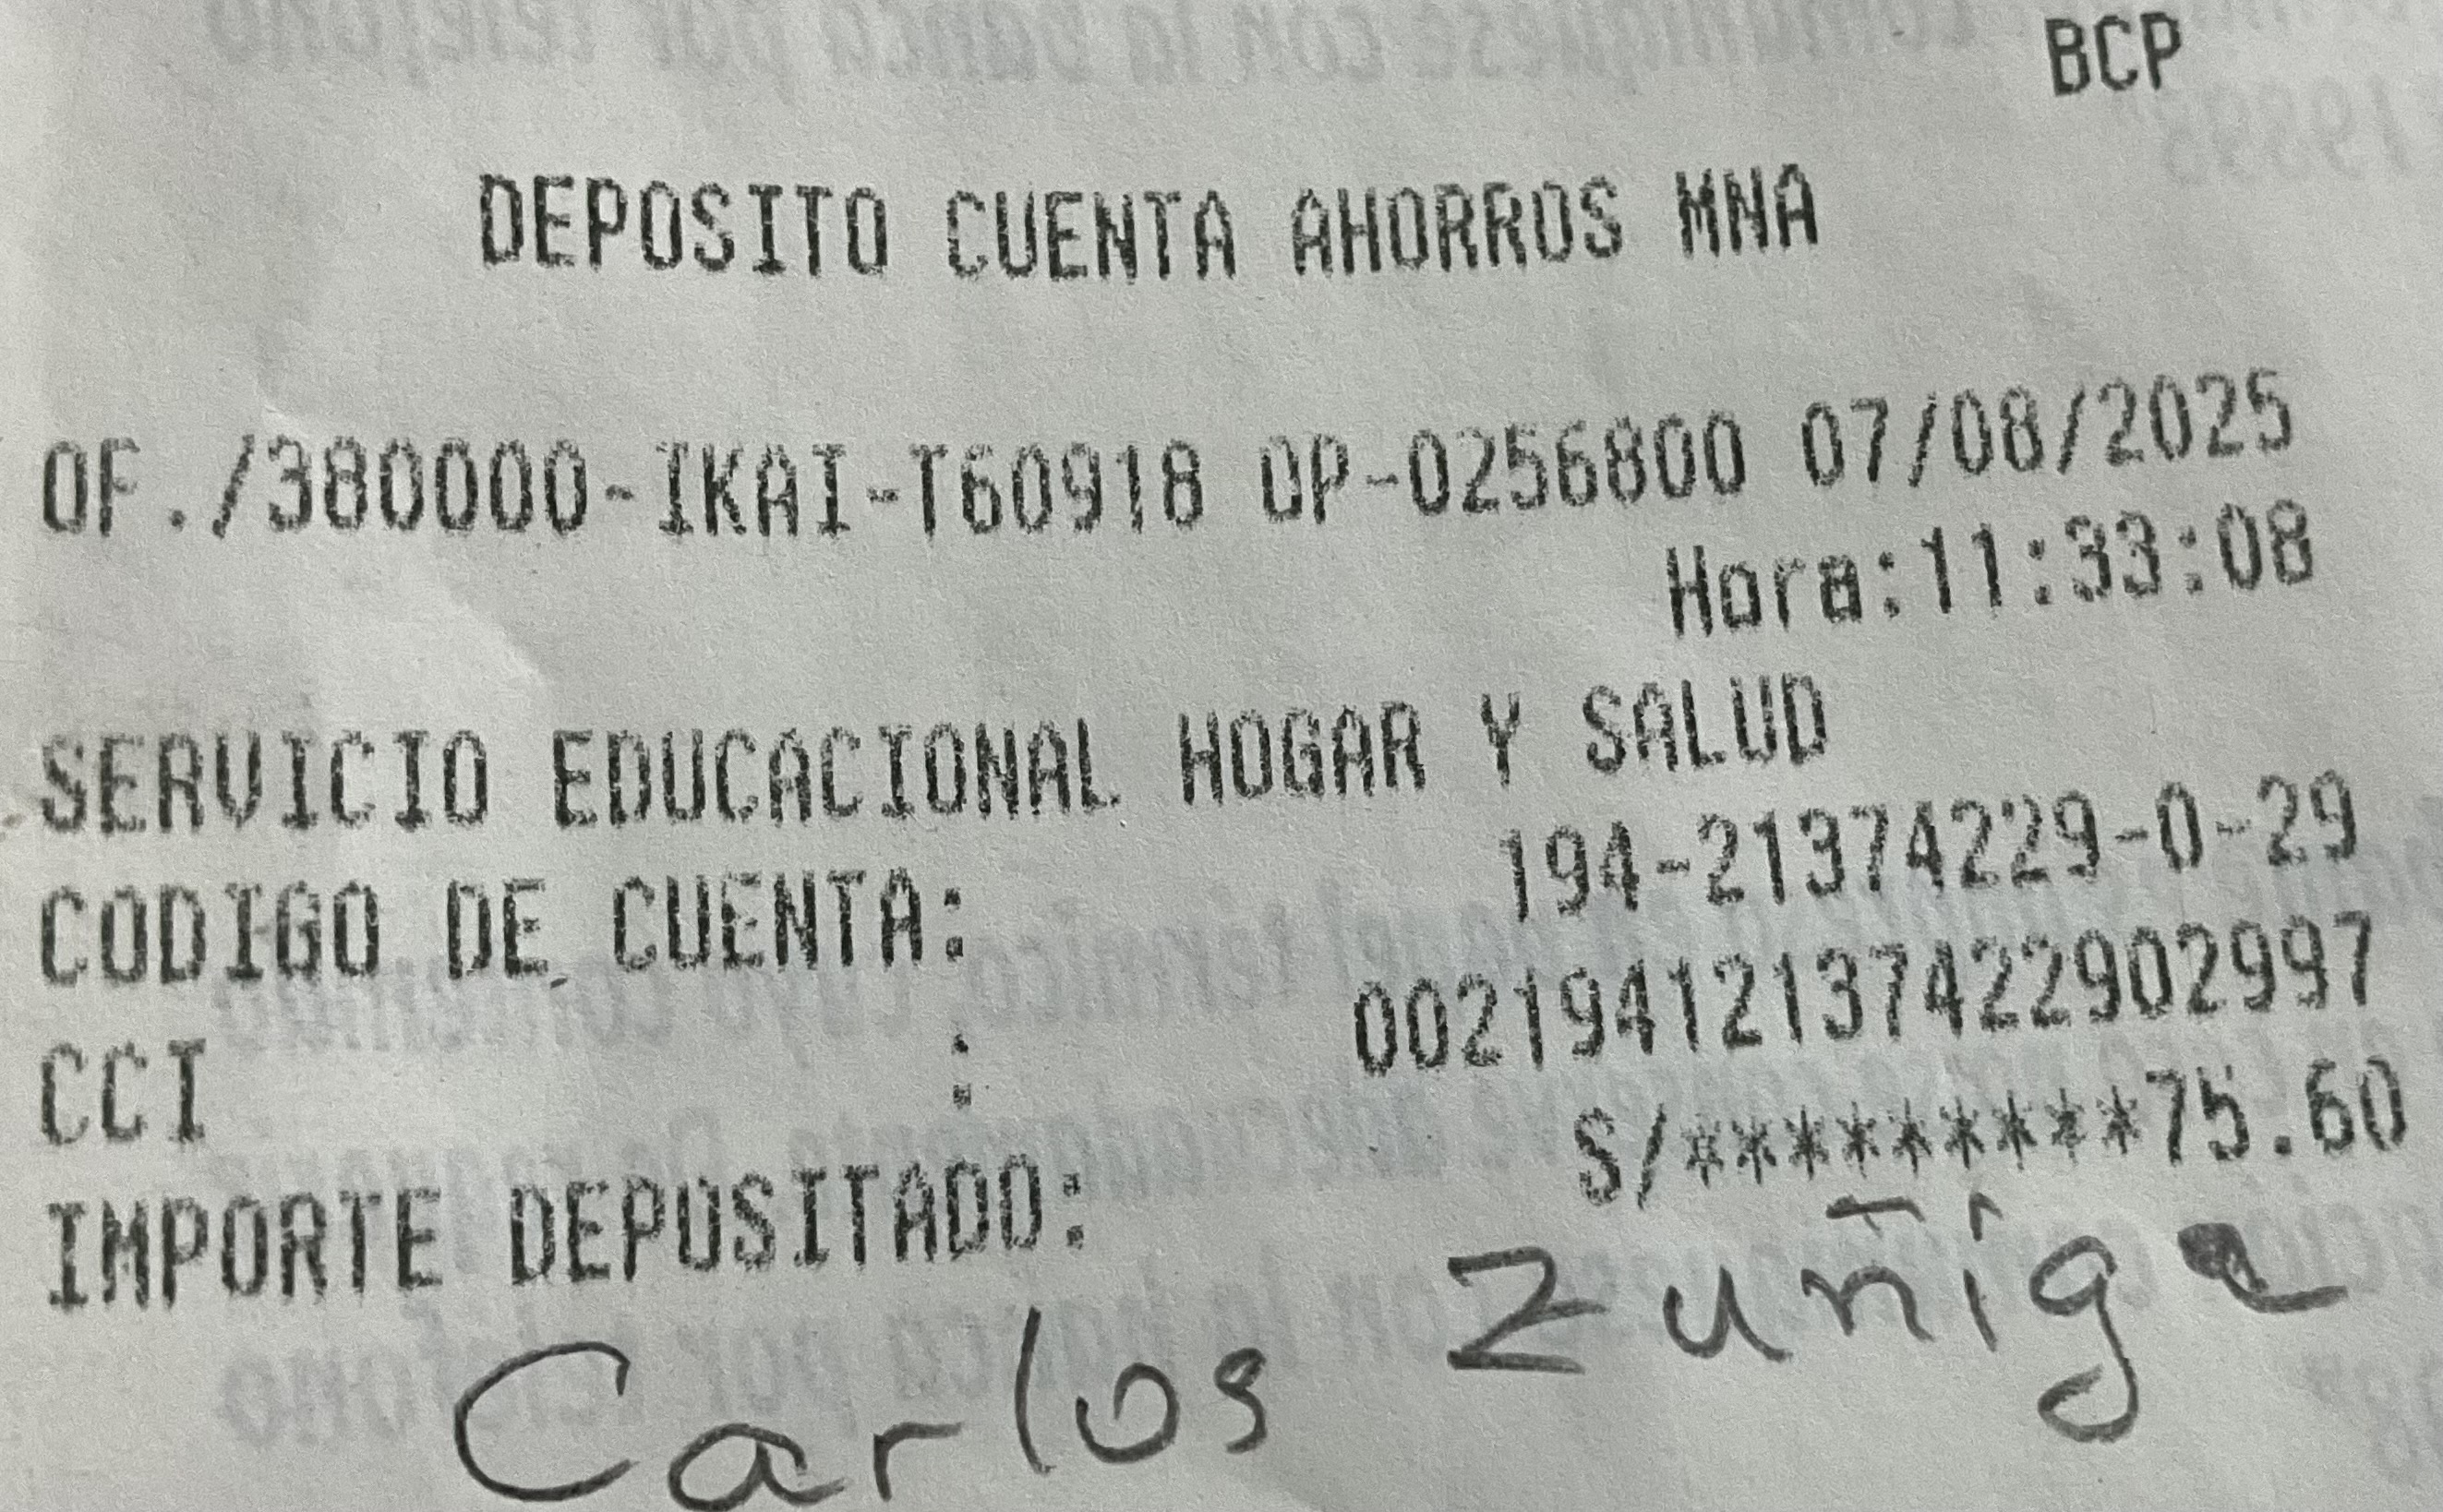 BCP
DEPOSITO CUENTA AHORROS MNA
OF./380000-IKAI-T60918 OP-0256800 07/08/2025
Hora:11:33:08
SERVICIO EDUCACIONAL HOGAR Y SALUD
CODIGO DE CUENTA: 194-21374229-0-29
CCI : 00219412137422902997
IMPORTE DEPOSITADO: S/*********75.60
Carlos Zuñiga